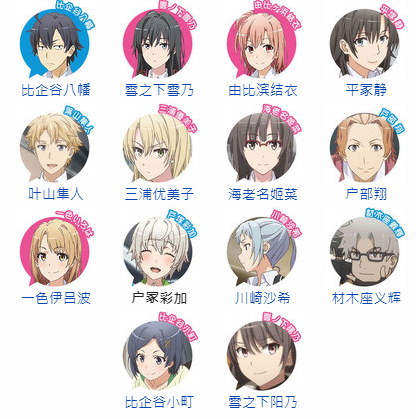 比企谷八幡
雪ノ下雪乃
由比ヶ浜結衣
平塚静
比企谷八幡
雪之下雪乃
由比滨结衣
平冢静
葉山隼人
三浦優美子
海老名姫菜
戸部翔
叶山隼人
三浦优美子
海老名姬菜
户部翔
一色いろは
戸塚彩加
川崎沙希
材木座義輝
一色伊吕波
户冢彩加
川崎沙希
材木座义辉
比企谷小町
雪ノ下陽乃
比企谷小町
雪之下阳乃